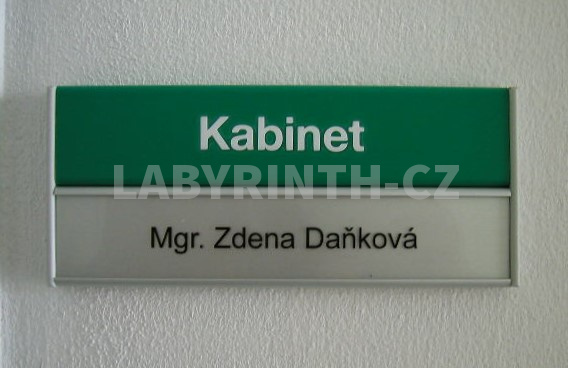 Kabinet
LABYRINTH-CZ
Mgr. Zdena Daňková